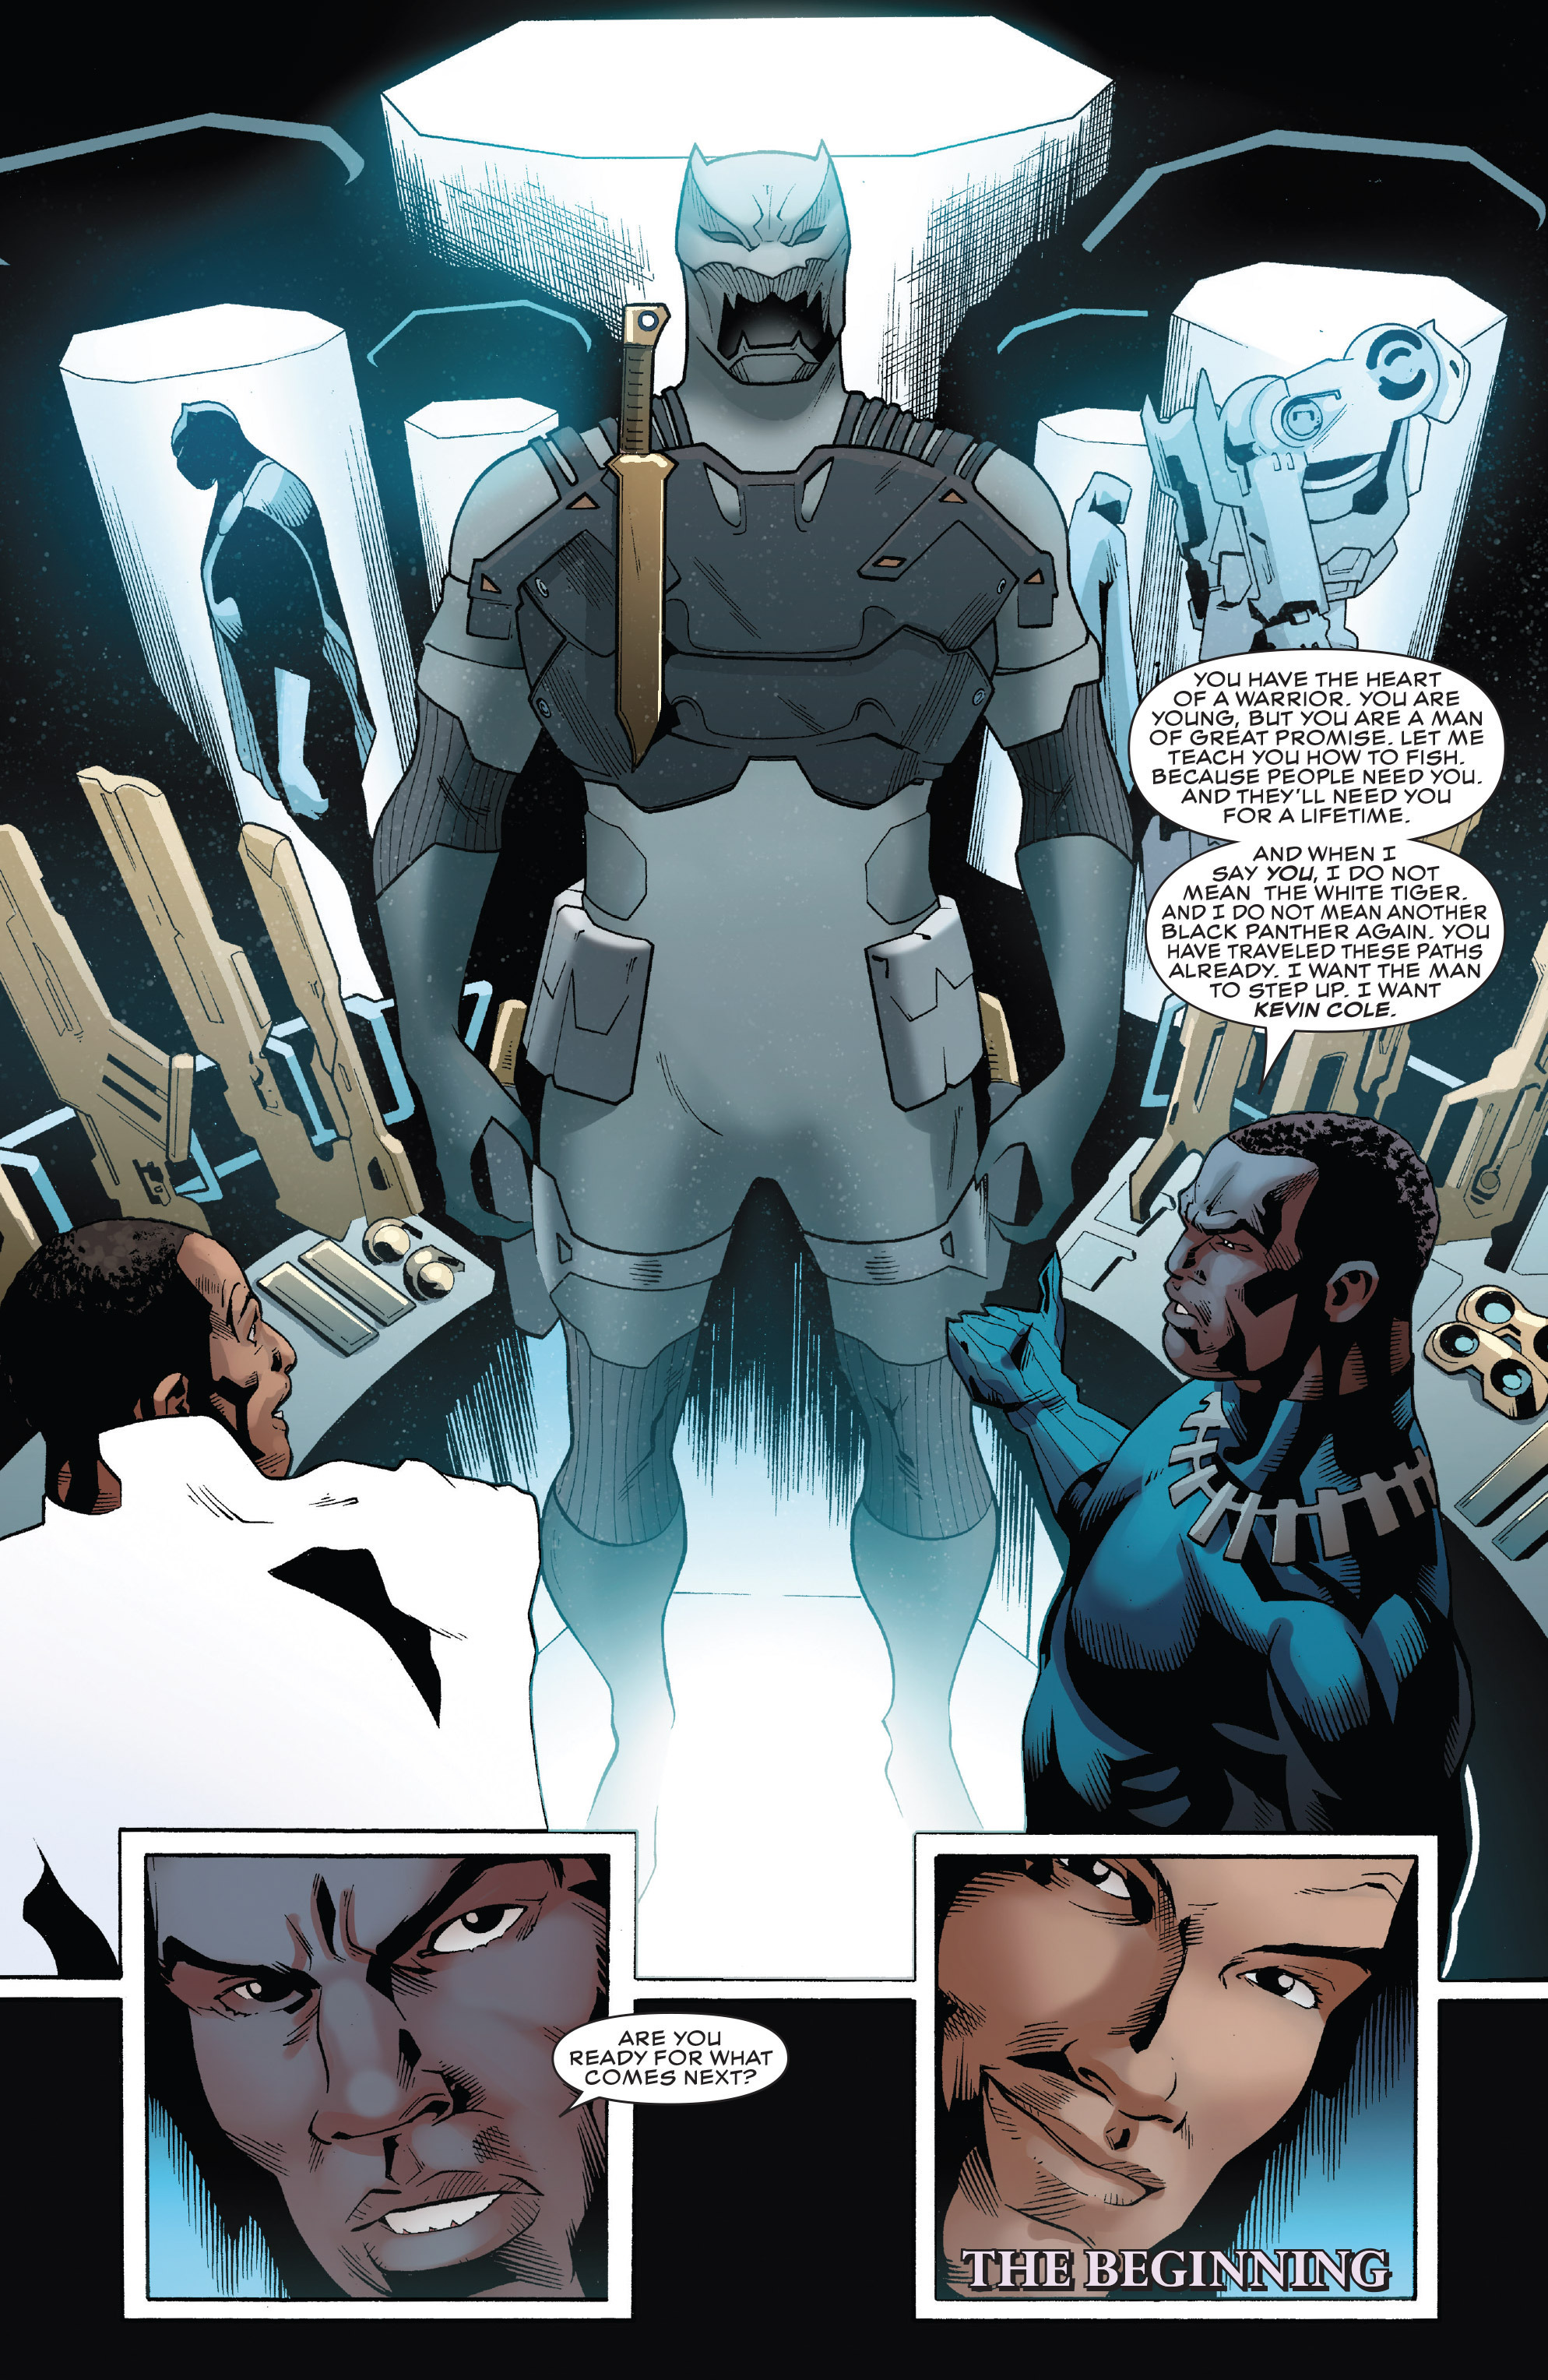 YOU HAVE THE HEART
OF A WARRIOR. YOU ARE
YOUNG, BUT YOU ARE A MAN
OF GREAT PROMISE. LET ME
TEACH YOU HOW TO FISH.
BECAUSE PEOPLE NEED YOU.
AND THEY'LL NEED YOU
FOR A LIFETIME.
AND WHEN I
SAY YOU, I DO NOT
MEAN THE WHITE TIGER.
AND I DO NOT MEAN ANOTHER
BLACK PANTHER AGAIN. YOU
HAVE TRAVELED THESE PATHS
ALREADY. I WANT THE MAN
TO STEP UP. I WANT
KEVIN COLE.
ARE YOU
READY FOR WHAT
COMES NEXT?
THE BEGINNING